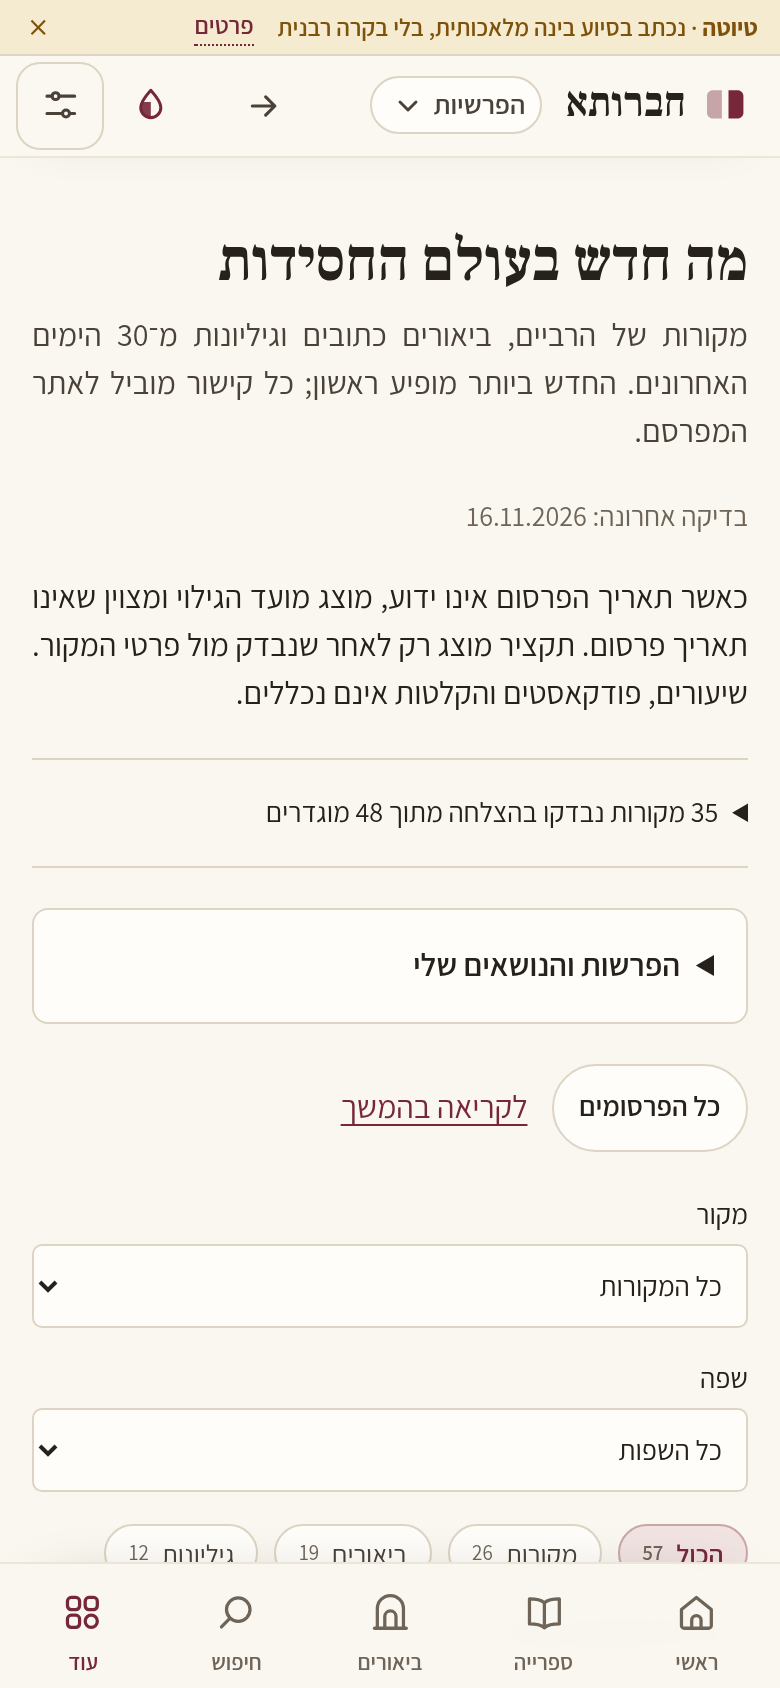 טיוטה · נכתב בסיוע בינה מלאכותית, בלי בקרה רבנית פרטים ×
חברותא הפרשיות
מה חדש בעולם החסידות
מקורות של הרביים, ביאורים כתובים וגיליונות מ־30 הימים
האחרונים. החדש ביותר מופיע ראשון; כל קישור מוביל לאתר
המפרסם.
בדיקה אחרונה: 16.11.2026
כאשר תאריך הפרסום אינו ידוע, מוצג מועד הגילוי ומצוין שאינו
תאריך פרסום. תקציר מוצג רק לאחר שנבדק מול פרטי המקור.
שיעורים, פודקאסטים והקלטות אינם נכללים.
35 מקורות נבדקו בהצלחה מתוך 48 מוגדרים
הפרשות והנושאים שלי
כל הפרסומים לקריאה בהמשך
מקור
כל המקורות
שפה
כל השפות
הכול 57 מקורות 26 ביאורים 19 גיליונות 12
ראשי ספרייה ביאורים חיפוש עוד